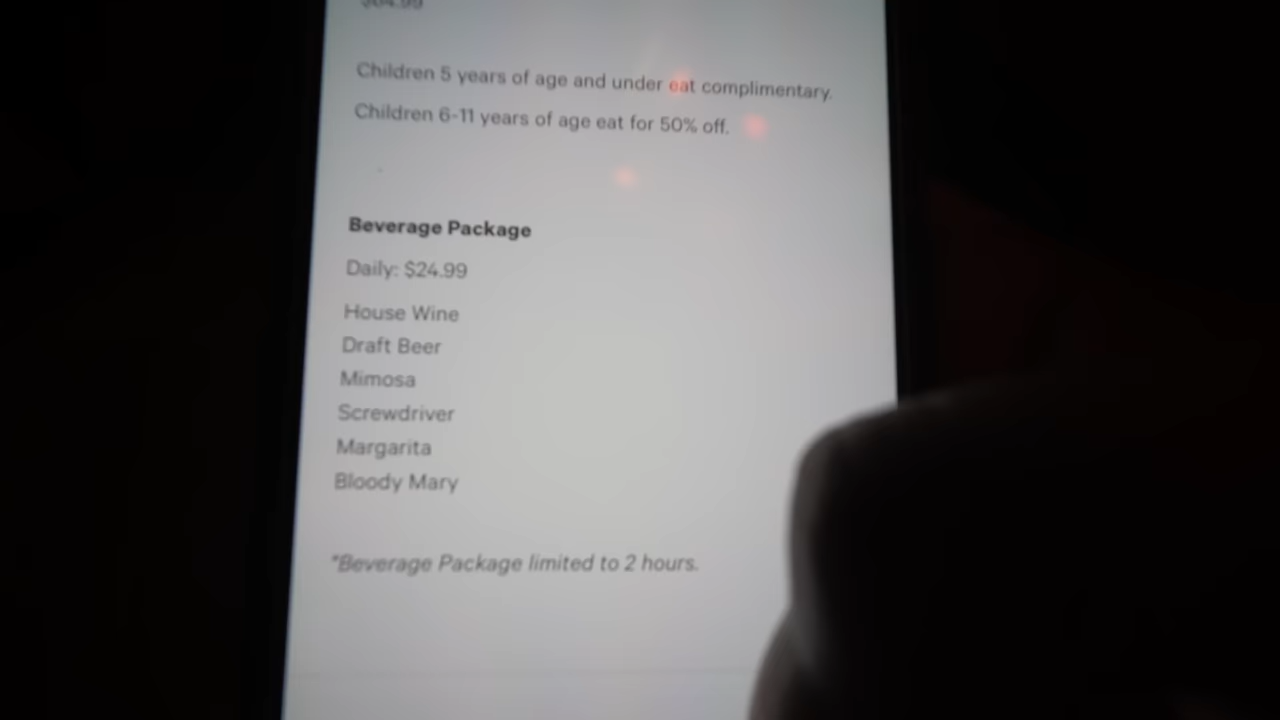 Children 5 years of age and under eat complimentary.
Children 6-11 years of age eat for 50% off.
Beverage Package
Daily: $24.99
House Wine
Draft Beer
Mimosa
Screwdriver
Margarita
Bloody Mary
*Beverage Package limited to 2 hours.